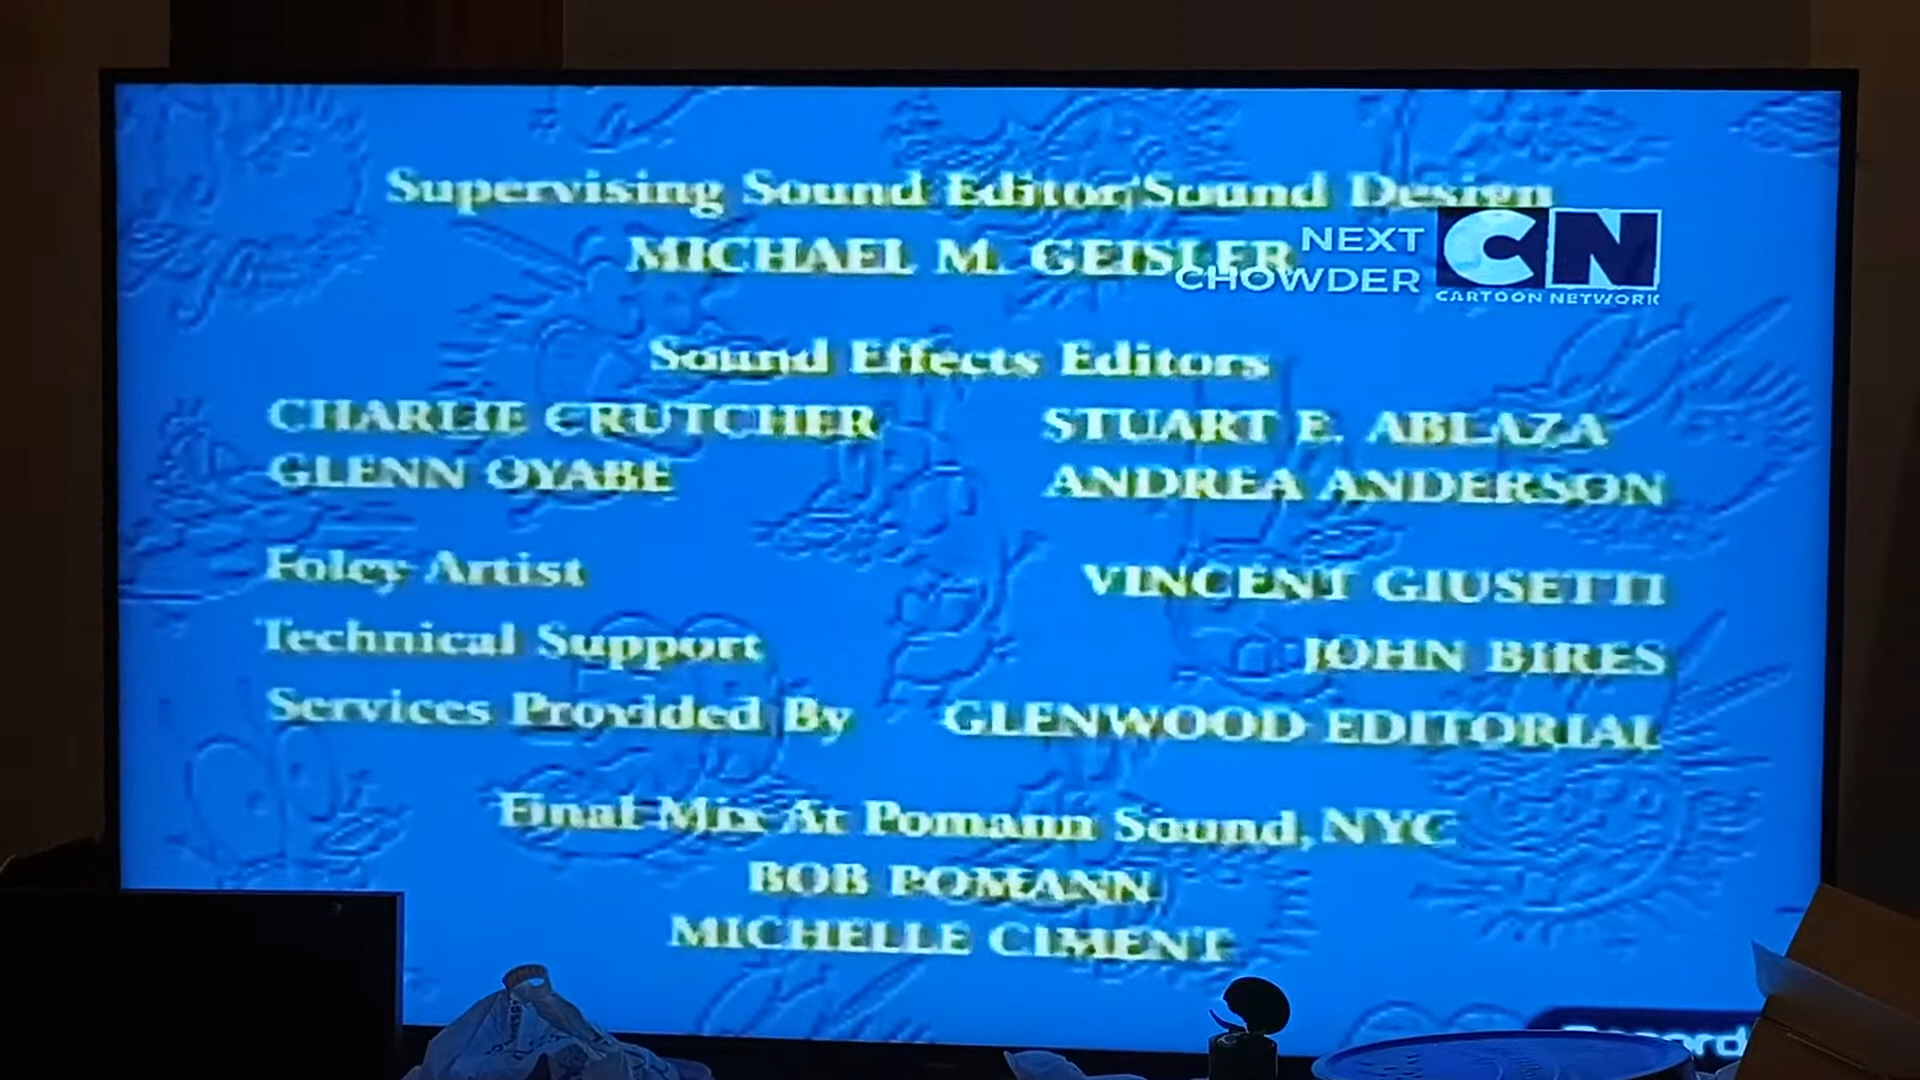 Supervising Sound Editor/Sound Design
MICHAEL M. GEISLER
NEXT
CHOWDER
CN
CARTOON NETWORK
Sound Effects Editors
CHARLIE CRUTCHER STUART E. ABLAZA
GLENN OYABE ANDREA ANDERSON
Foley Artist VINCENT GIUSETTI
Technical Support JOHN BIRES
Services Provided By GLENWOOD EDITORIAL
Final Mix At Pomann Sound, NYC
BOB POMANN
MICHELLE CIMENT